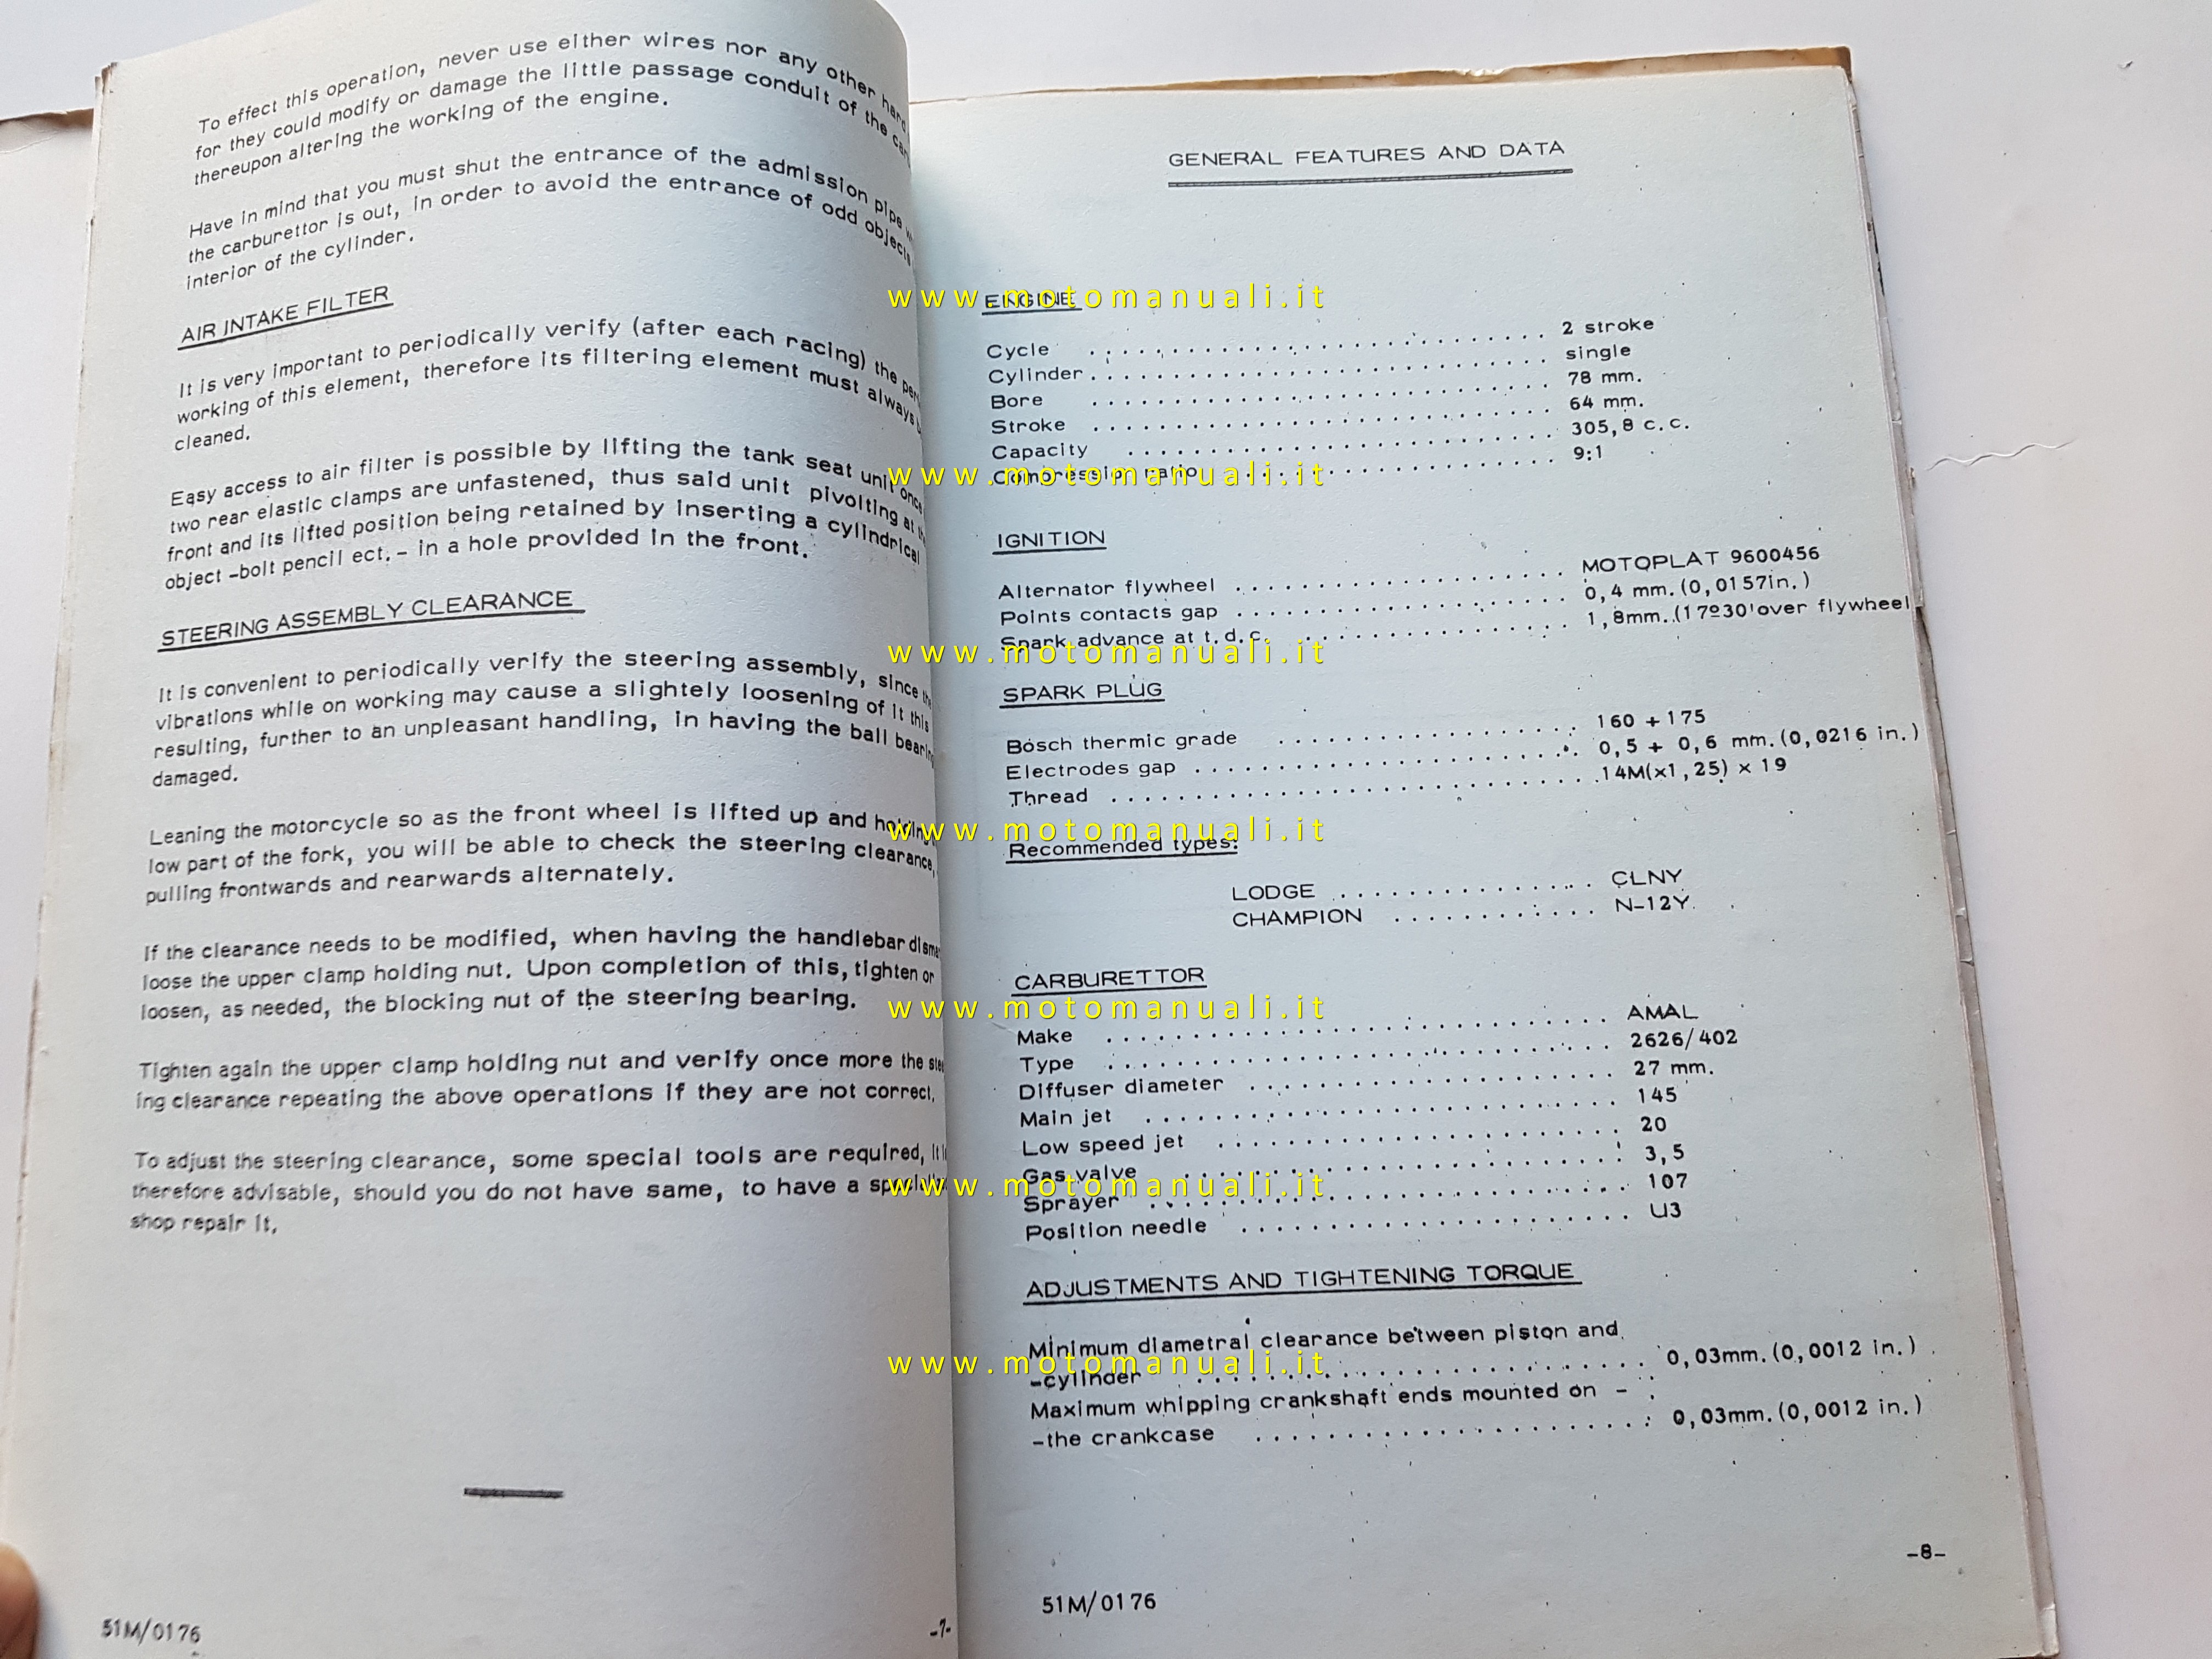 To effect this operation, never use either wires nor any other hard
for they could modify or damage the little passage conduit of the
thereupon altering the working of the engine.
Have in mind that you must shut the entrance of the admission pipe
the carburettor is out, in order to avoid the entrance of odd objects
interior of the cylinder.
AIR INTAKE FILTER
It is very important to periodically verify (after each racing) the
working of this element, therefore its filtering element must always
cleaned.
Easy access to air filter is possible by lifting the tank seat unit once
two rear elastic clamps are unfastened, thus said unit pivolting at
front and its lifted position being retained by inserting a cylindrical
object -bolt pencil ect.- in a hole provided in the front.
STEERING ASSEMBLY CLEARANCE
It is convenient to periodically verify the steering assembly, since the
vibrations while on working may cause a slightely loosening of it this
resulting, further to an unpleasant handling, in having the ball
damaged.
Leaning the motorcycle so as the front wheel is lifted up and holding
low part of the fork, you will be able to check the steering clearance,
pulling frontwards and rearwards alternately.
If the clearance needs to be modified, when having the handlebar
loose the upper clamp holding nut. Upon completion of this, tighten or
loosen, as needed, the blocking nut of the steering bearing.
Tighten again the upper clamp holding nut and verify once more the
ing clearance repeating the above operations if they are not correct.
To adjust the steering clearance, some special tools are required,
therefore advisable, should you do not have same, to have a
shop repair it.
51M/0176
-7-
GENERAL FEATURES AND DATA
ENGINE
Cycle . . . . . . . . . . 2 stroke
Cylinder . . . . . . . . . . single
Bore . . . . . . . . . . 78 mm.
Stroke . . . . . . . . . . 64 mm.
Capacity . . . . . . . . . . 305,8 c.c.
Compression ratio . . . . . . . . . . 9:1
IGNITION
Alternator flywheel . . . . . . . . . . MOTOPLAT 9600456
Points contacts gap . . . . . . . . . . 0,4 mm.(0,0157in.)
Spark advance at t.d.c. . . . . . . . . . . 1,8mm.(17º30'over flywheel
SPARK PLUG
Bosch thermic grade . . . . . . . . . . 160 + 175
Electrodes gap . . . . . . . . . . 0,5 + 0,6 mm.(0,0216 in.)
Thread . . . . . . . . . . 14M(x1,25) x 19
Recommended types:
LODGE . . . . . . . . . . CLNY
CHAMPION . . . . . . . . . . N-12Y
CARBURETTOR
Make . . . . . . . . . . AMAL
Type . . . . . . . . . . 2626/402
Diffuser diameter . . . . . . . . . . 27 mm.
Main jet . . . . . . . . . . 145
Low speed jet . . . . . . . . . . 20
Gas valve . . . . . . . . . . 3,5
Sprayer . . . . . . . . . . 107
Position needle . . . . . . . . . . U3
ADJUSTMENTS AND TIGHTENING TORQUE
Minimum diametral clearance between piston and
-cylinder . . . . . . . . . . 0,03mm.(0,0012 in.)
Maximum whipping crankshaft ends mounted on -
-the crankcase . . . . . . . . . . 0,03mm.(0,0012 in.)
-8-
51M/0176
www.motomanuali.it
www.motomanuali.it
www.motomanuali.it
www.motomanuali.it
www.motomanuali.it
www.motomanuali.it
www.motomanuali.it